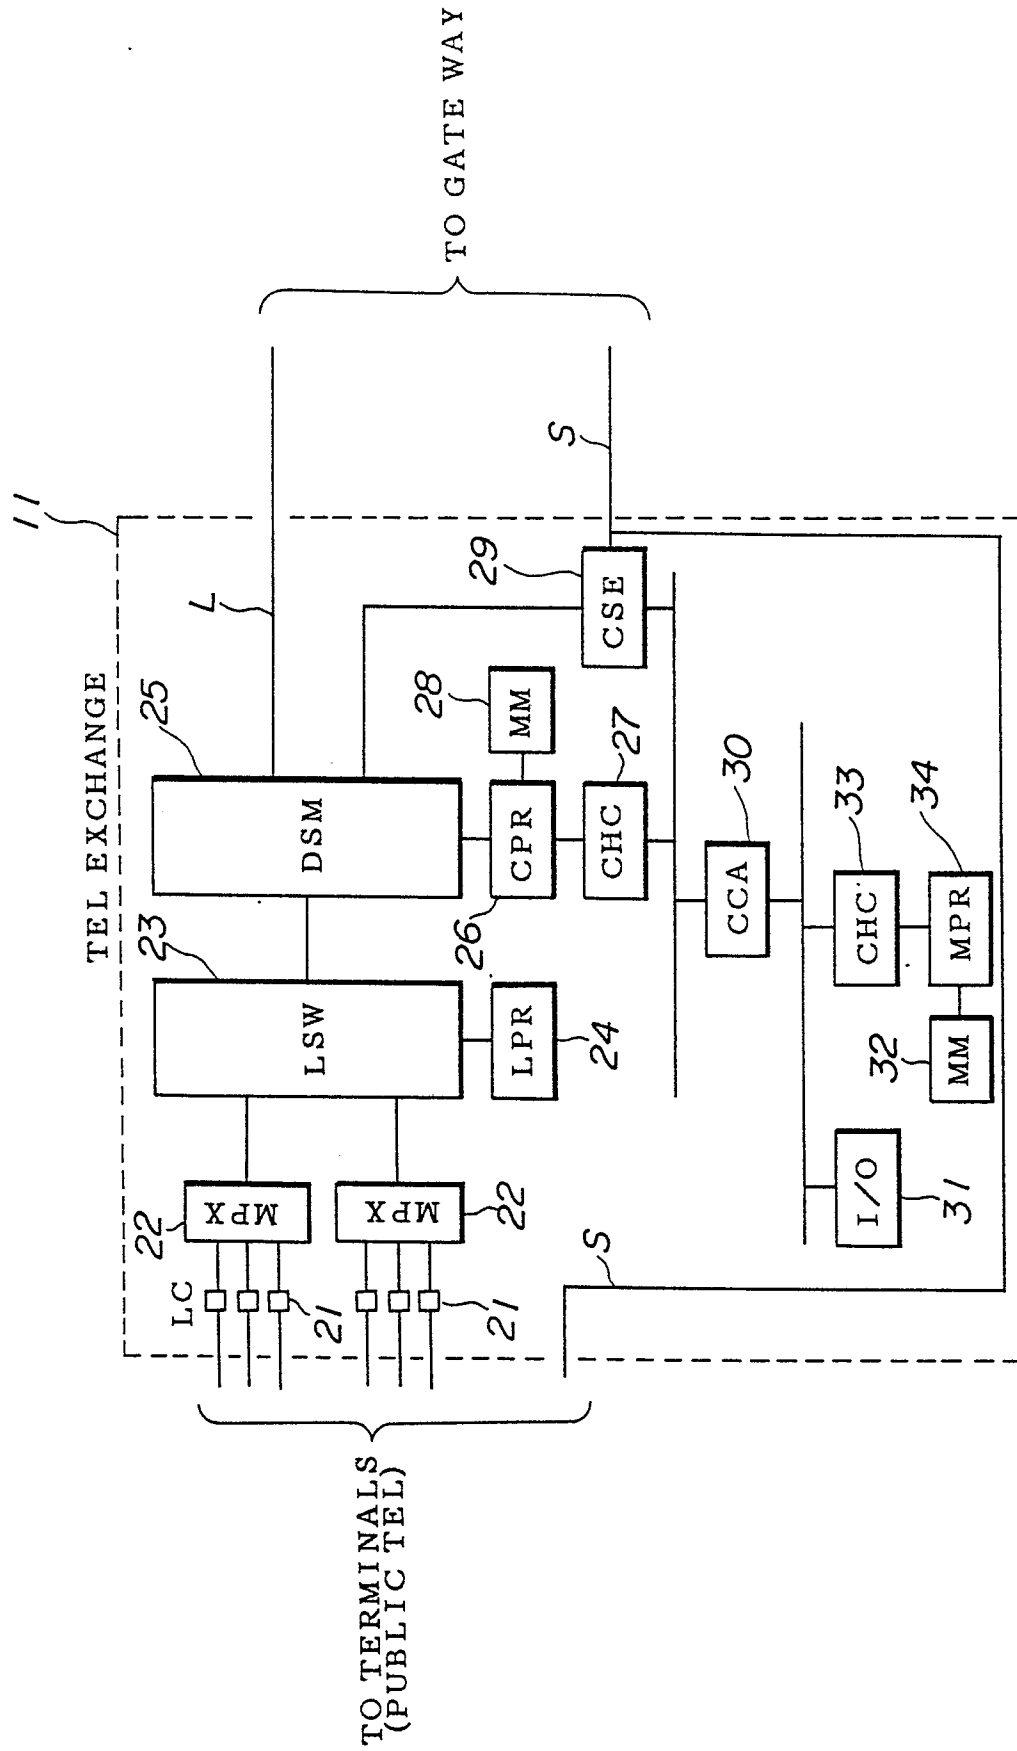 11
TEL EXCHANGE
LC
22
MPX
21
22
MPX
21
23
LSW
24
LPR
25
DSM
L
26
CPR
28
MM
27
CHC
29
CSE
S
30
CCA
31
I/O
33
CHC
32
MM
34
MPR
S
TO TERMINALS
(PUBLIC TEL)
TO GATE WAY